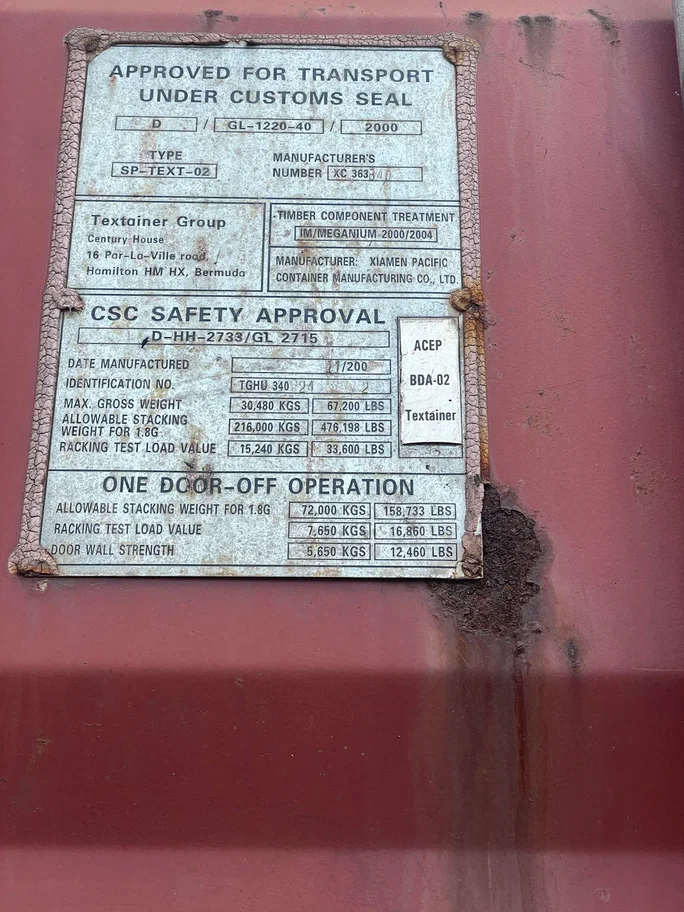 APPROVED FOR TRANSPORT
UNDER CUSTOMS SEAL
D / GL-1220-40 / 2000
TYPE
SP-TEXT-02
MANUFACTURER'S
NUMBER XC 363
Textainer Group
Century House
16 Par-La-Ville road,
Hamilton HM HX, Bermuda
TIMBER COMPONENT TREATMENT
IM/MEGANIUM 2000/2004
MANUFACTURER: XIAMEN PACIFIC
CONTAINER MANUFACTURING CO., LTD.
CSC SAFETY APPROVAL
D-HH-2733/GL 2715
DATE MANUFACTURED /200
IDENTIFICATION NO. TGHU 340
MAX. GROSS WEIGHT 30,480 KGS 67,200 LBS
ALLOWABLE STACKING
WEIGHT FOR 1.8G 216,000 KGS 476,198 LBS
RACKING TEST LOAD VALUE 15,240 KGS 33,600 LBS
ACEP
BDA-02
Textainer
ONE DOOR-OFF OPERATION
ALLOWABLE STACKING WEIGHT FOR 1.8G 72,000 KGS 158,733 LBS
RACKING TEST LOAD VALUE 7,650 KGS 16,860 LBS
DOOR WALL STRENGTH 5,650 KGS 12,460 LBS